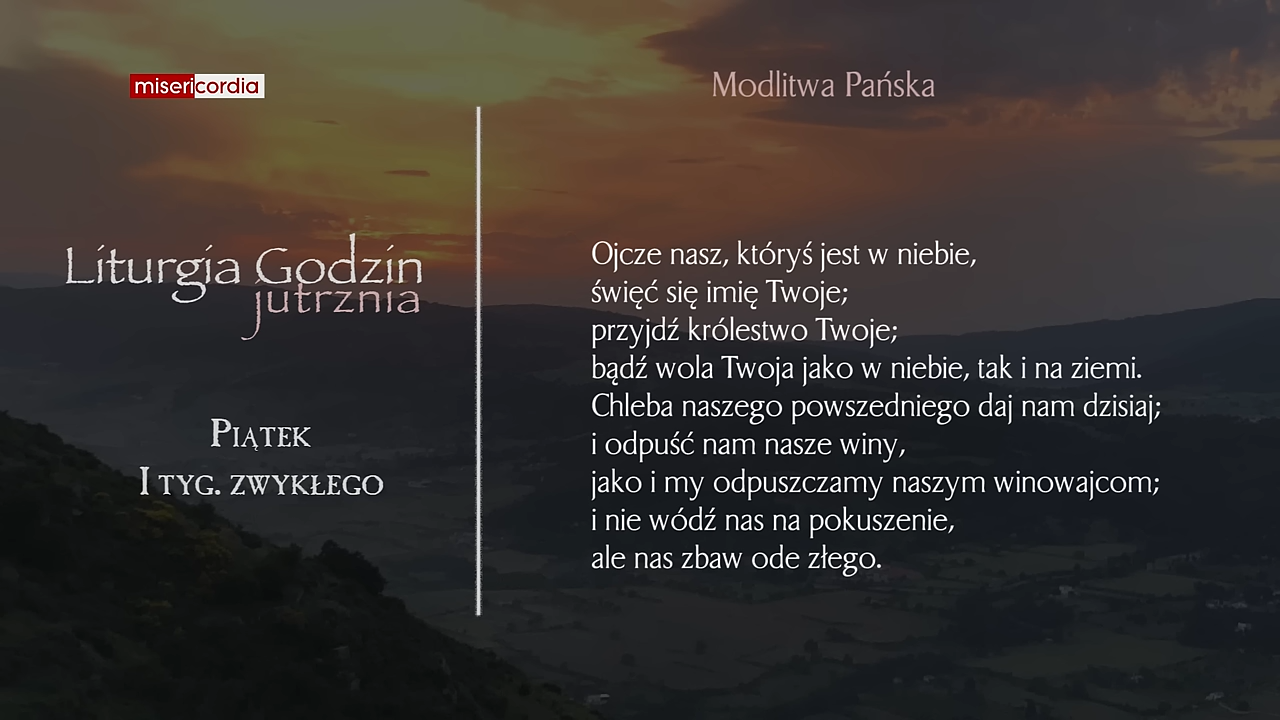 misericordia
Liturgia Godzin
jutrznia
Piątek
I tyg. zwykłego
Modlitwa Pańska
Ojcze nasz, któryś jest w niebie,
święć się imię Twoje;
przyjdź królestwo Twoje;
bądź wola Twoja jako w niebie, tak i na ziemi.
Chleba naszego powszedniego daj nam dzisiaj;
i odpuść nam nasze winy,
jako i my odpuszczamy naszym winowajcom;
i nie wódź nas na pokuszenie,
ale nas zbaw ode złego.